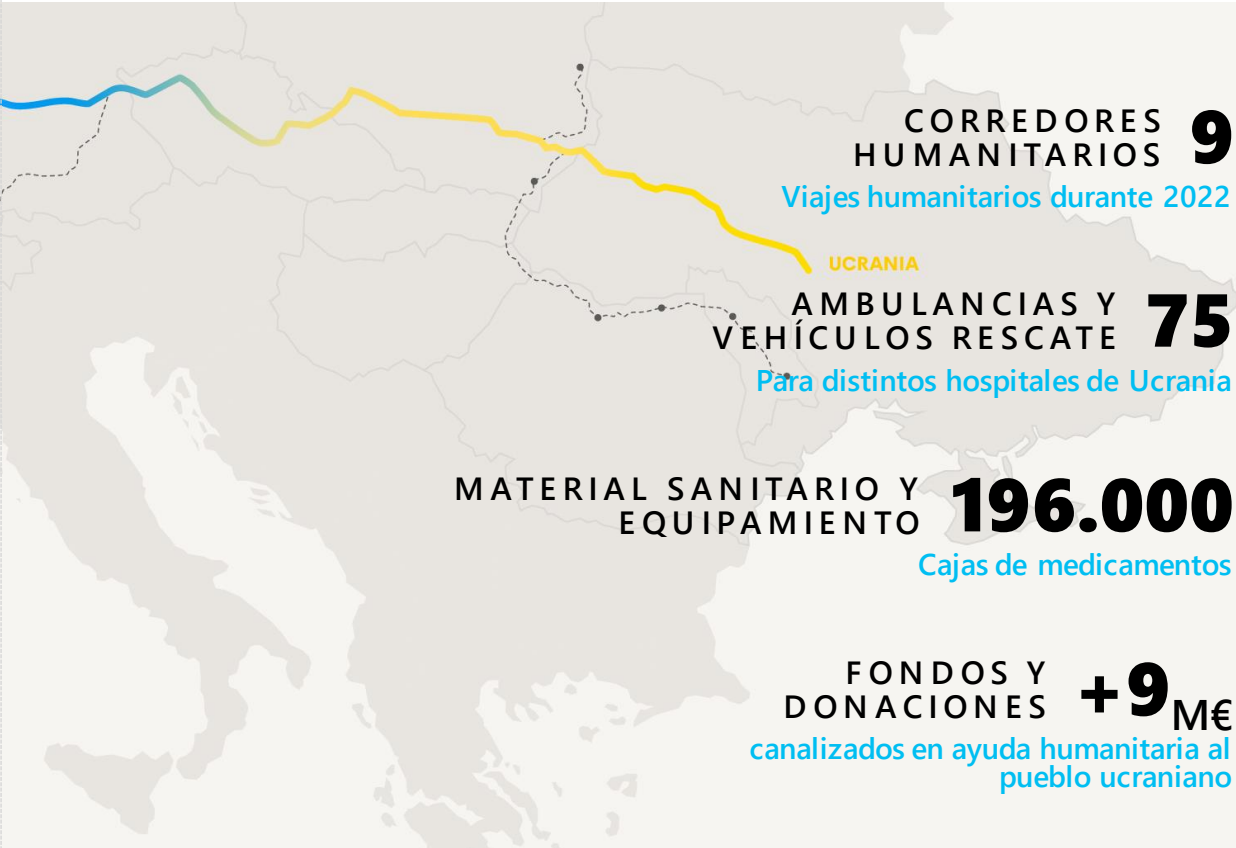 CORREDORES
HUMANITARIOS 9
Viajes humanitarios durante 2022
UCRANIA
AMBULANCIAS Y
VEHÍCULOS RESCATE 75
Para distintos hospitales de Ucrania
MATERIAL SANITARIO Y
EQUIPAMIENTO 196.000
Cajas de medicamentos
FONDOS Y
DONACIONES +9 M€
canalizados en ayuda humanitaria al
pueblo ucraniano